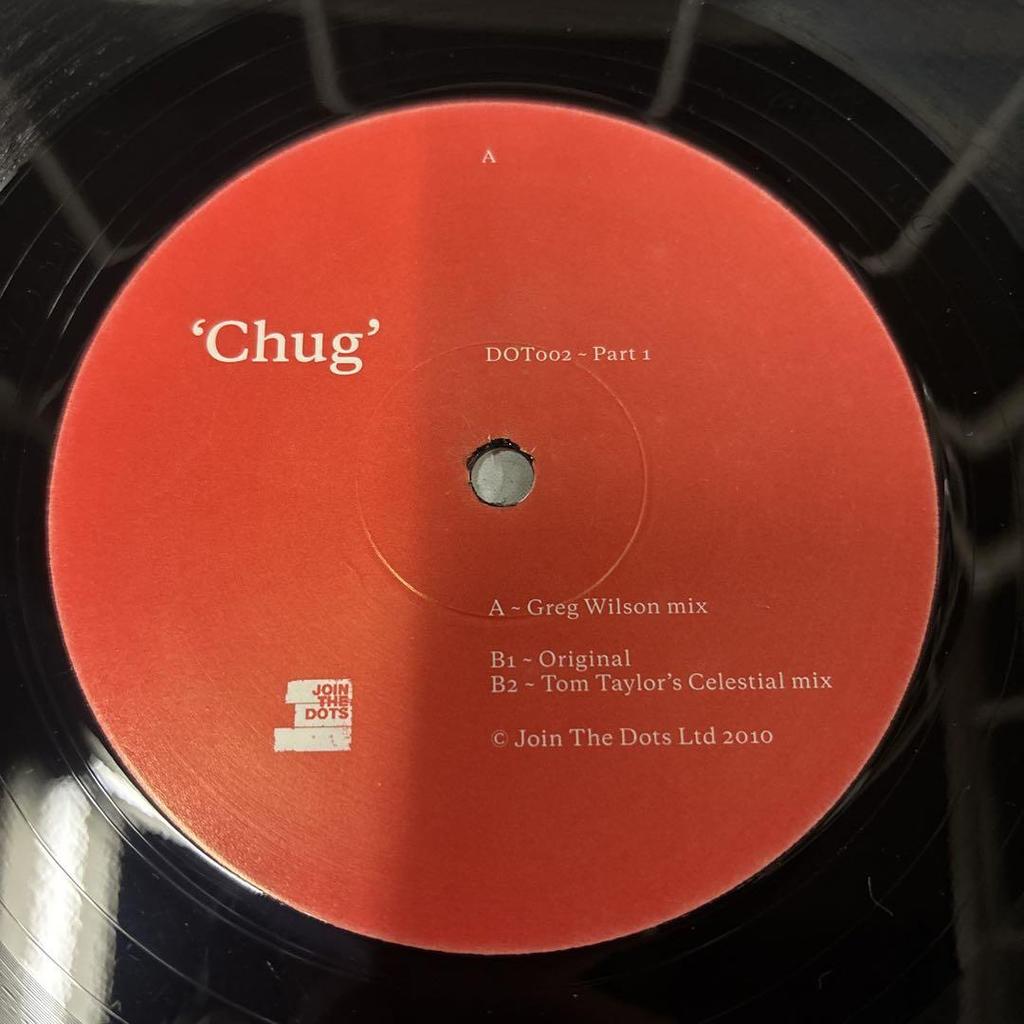 A
‘Chug’
DOT002 ~ Part 1
A ~ Greg Wilson mix
B1 ~ Original
B2 ~ Tom Taylor’s Celestial mix
JOIN
THE
DOTS
© Join The Dots Ltd 2010